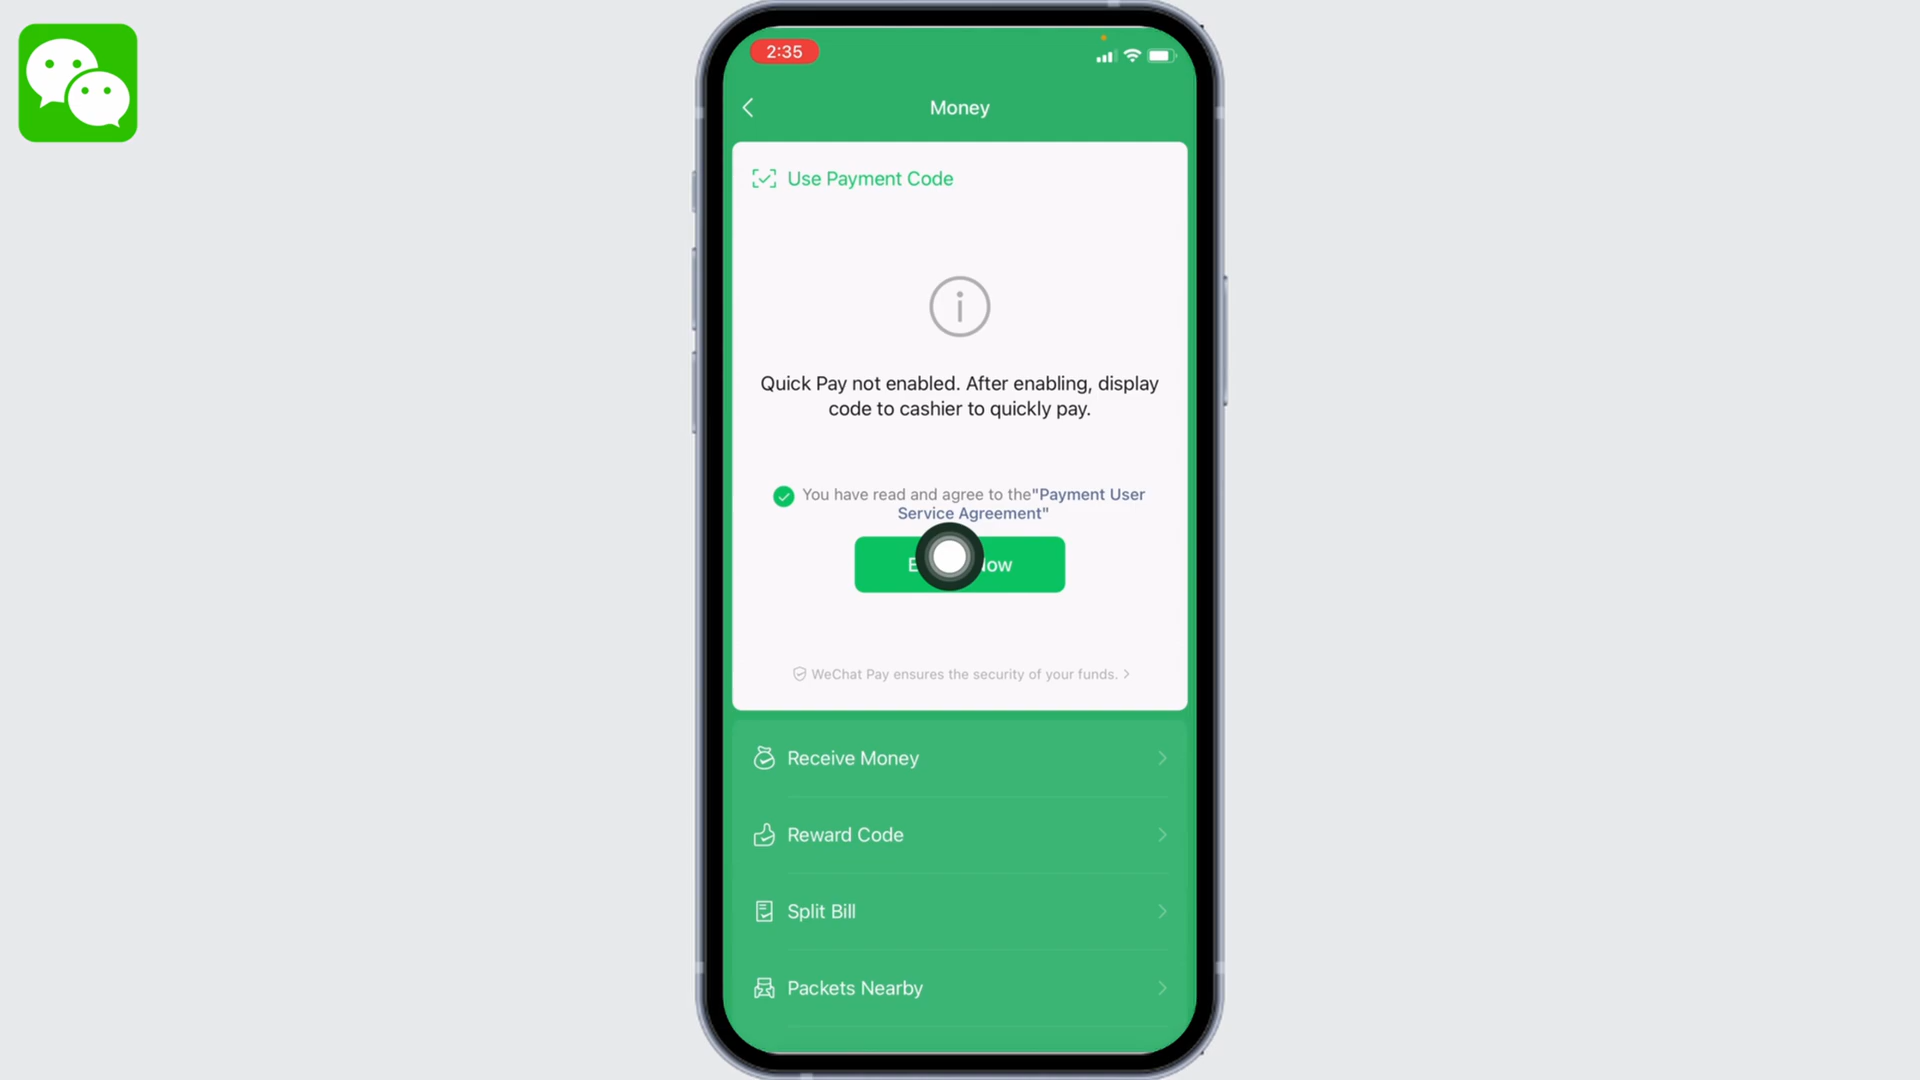 2:35
Money
Use Payment Code
Quick Pay not enabled. After enabling, display
code to cashier to quickly pay.
You have read and agree to the"Payment User
Service Agreement"
WeChat Pay ensures the security of your funds.
Receive Money
Reward Code
Split Bill
Packets Nearby